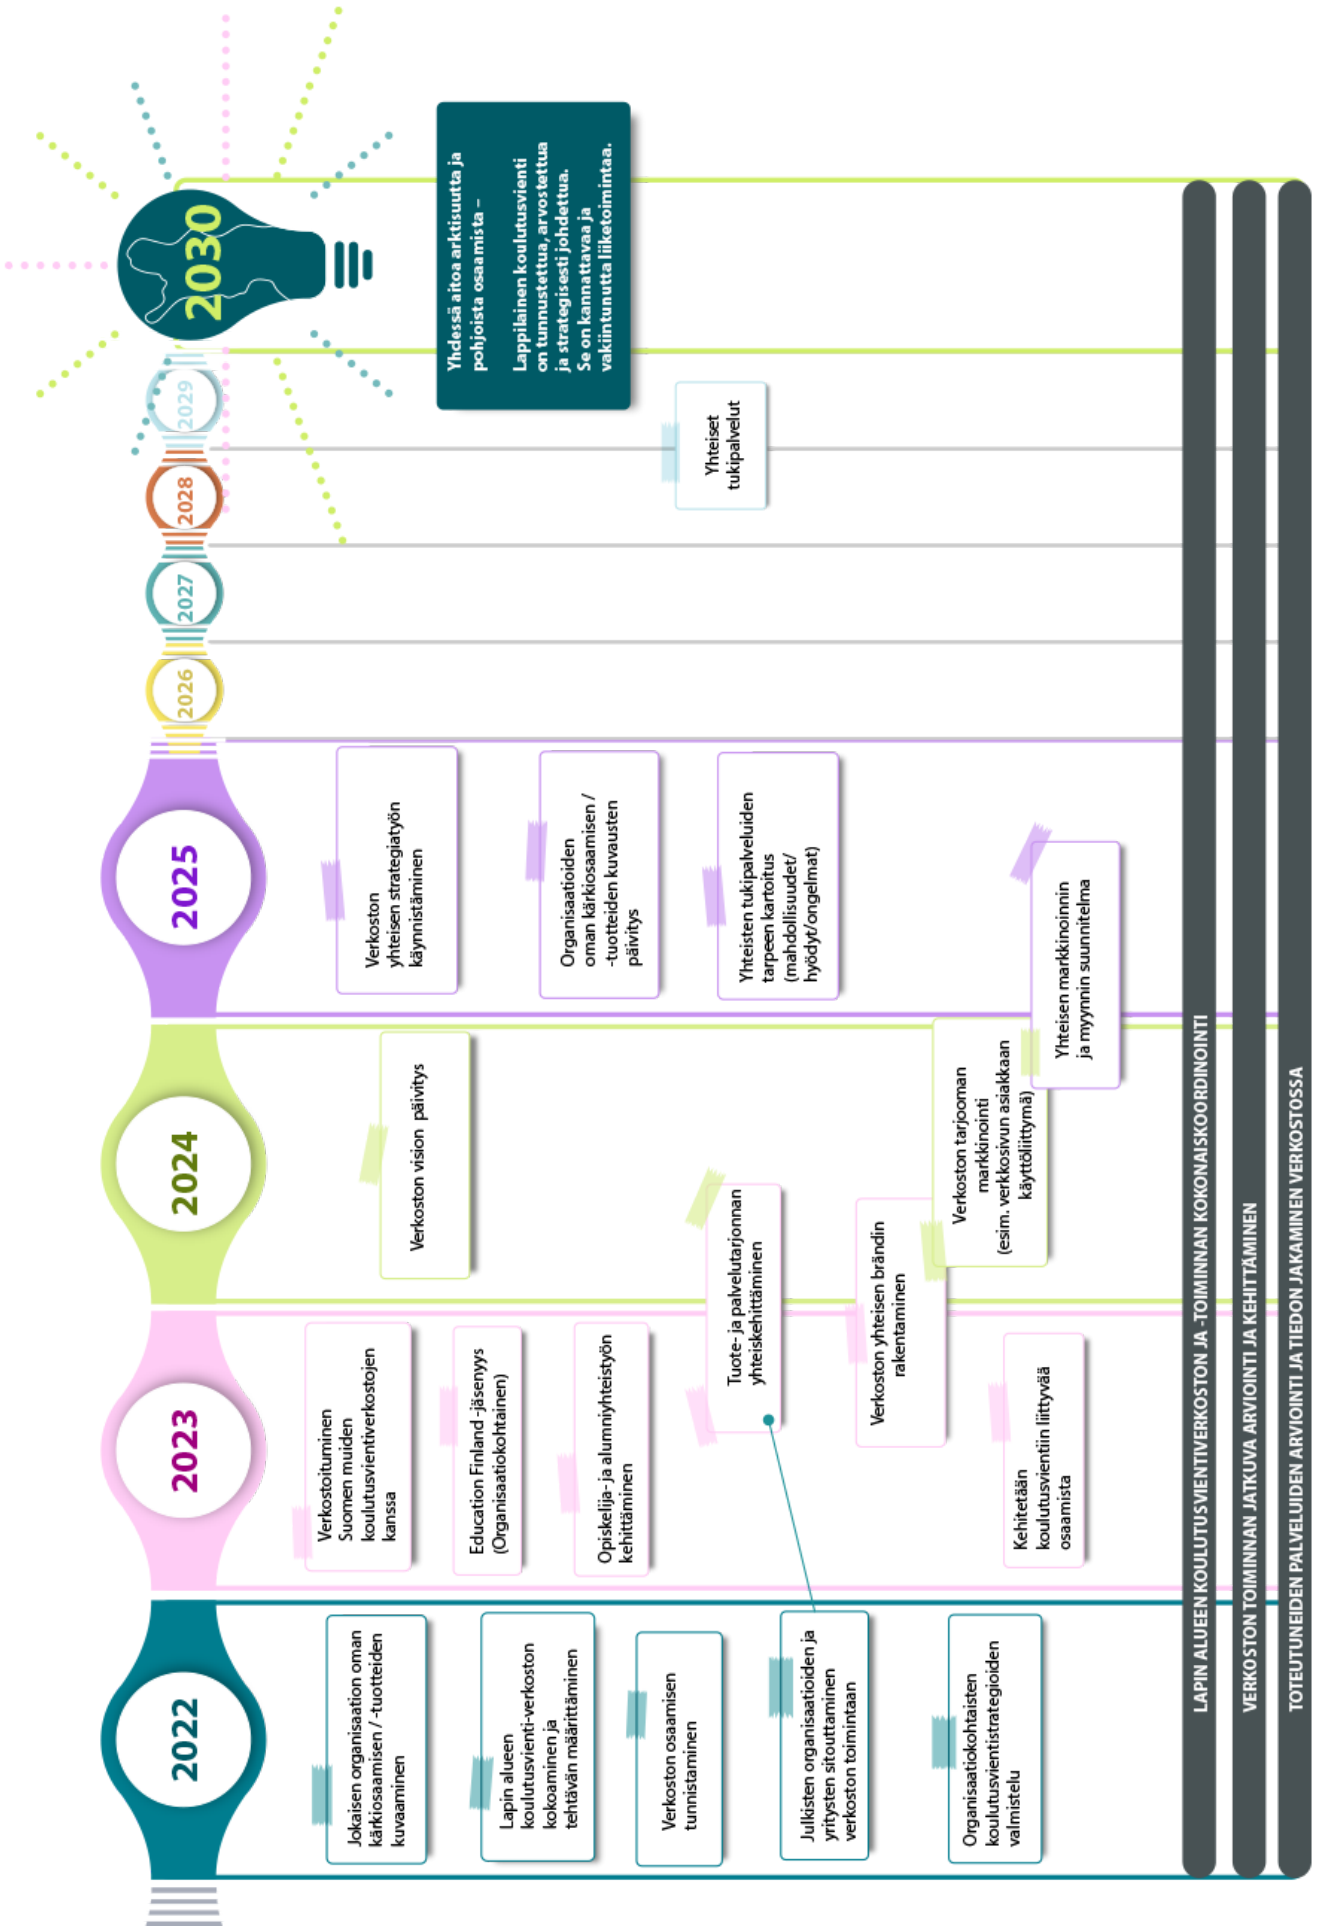 2022
2023
2024
2025
2026
2027
2028
2029
2030
Jokaisen organisaation oman
kärkiosaamisen / -tuotteiden
kuvaaminen
Lapin alueen
koulutusvienti-verkoston
kokoaminen ja
tehtävän määrittäminen
Verkoston osaamisen
tunnistaminen
Julkisten organisaatioiden ja
yritysten sitouttaminen
verkoston toimintaan
Organisaatiokohtaisten
koulutusvientistrategioiden
valmistelu
Verkostoituminen
Suomen muiden
koulutusvientiverkostojen
kanssa
Education Finland -jäsenyys
(Organisaatiokohtainen)
Opiskelija- ja alumniyhteistyön
kehittäminen
Tuote- ja palvelutarjonnan
yhteiskehittäminen
Verkoston yhteisen brändin
rakentaminen
Kehitetään
koulutusvientiin liittyvää
osaamista
Verkoston vision päivitys
Verkoston tarjooman
markkinointi
(esim. verkkosivun asiakkaan
käyttöliittymä)
Verkoston
yhteisen strategiatyön
käynnistäminen
Organisaatioiden
oman kärkiosaamisen /
-tuotteiden kuvausten
päivitys
Yhteisten tukipalveluiden
tarpeen kartoitus
(mahdollisuudet/
hyödyt/ongelmat)
Yhteisen markkinoinnin
ja myynnin suunnitelma
Yhteiset
tukipalvelut
Yhdessä aitoa arktisuutta ja
pohjoista osaamista –
Lappilainen koulutusvienti
on tunnustettua, arvostettua
ja strategisesti johdettua.
Se on kannattavaa ja
vakiintunutta liiketoimintaa.
LAPIN ALUEEN KOULUTUSVIENTIVERKOSTON JA -TOIMINNAN KOKONAISKOORDINOINTI
VERKOSTON TOIMINNAN JATKUVA ARVIOINTI JA KEHITTÄMINEN
TOTEUTUNEIDEN PALVELUIDEN ARVIOINTI JA TIEDON JAKAMINEN VERKOSTOSSA